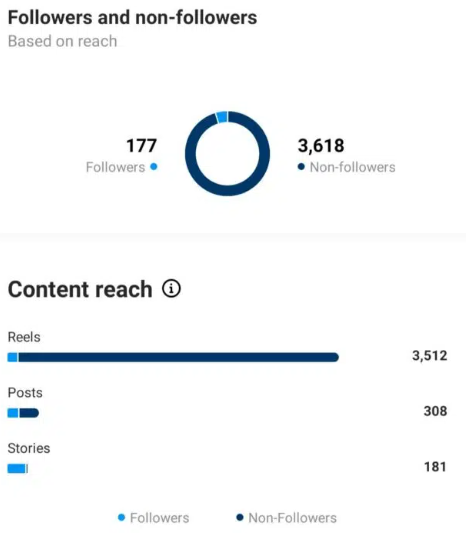 Followers and non-followers
Based on reach
177
Followers
3,618
Non-followers
Content reach
Reels
3,512
Posts
308
Stories
181
Followers
Non-Followers